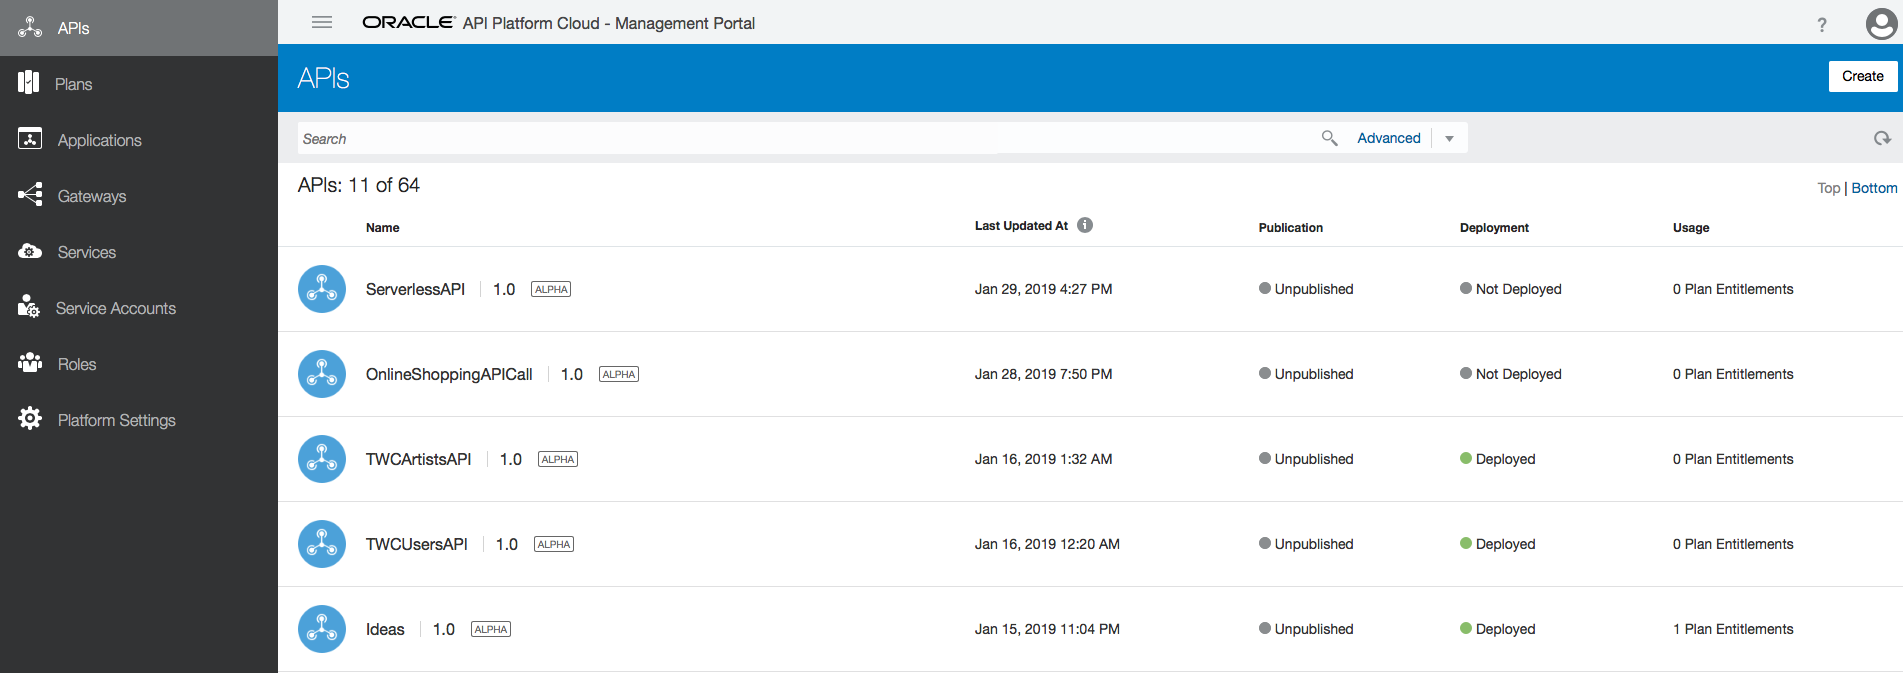 APIs
Plans
Applications
Gateways
Services
Service Accounts
Roles
Platform Settings
ORACLE® API Platform Cloud - Management Portal
?
APIs
Create
Search
Advanced
APIs: 11 of 64
Top | Bottom
Name Last Updated At i Publication Deployment Usage
ServerlessAPI 1.0 ALPHA Jan 29, 2019 4:27 PM Unpublished Not Deployed 0 Plan Entitlements
OnlineShoppingAPICall 1.0 ALPHA Jan 28, 2019 7:50 PM Unpublished Not Deployed 0 Plan Entitlements
TWCArtistsAPI 1.0 ALPHA Jan 16, 2019 1:32 AM Unpublished Deployed 0 Plan Entitlements
TWCUsersAPI 1.0 ALPHA Jan 16, 2019 12:20 AM Unpublished Deployed 0 Plan Entitlements
Ideas 1.0 ALPHA Jan 15, 2019 11:04 PM Unpublished Deployed 1 Plan Entitlements